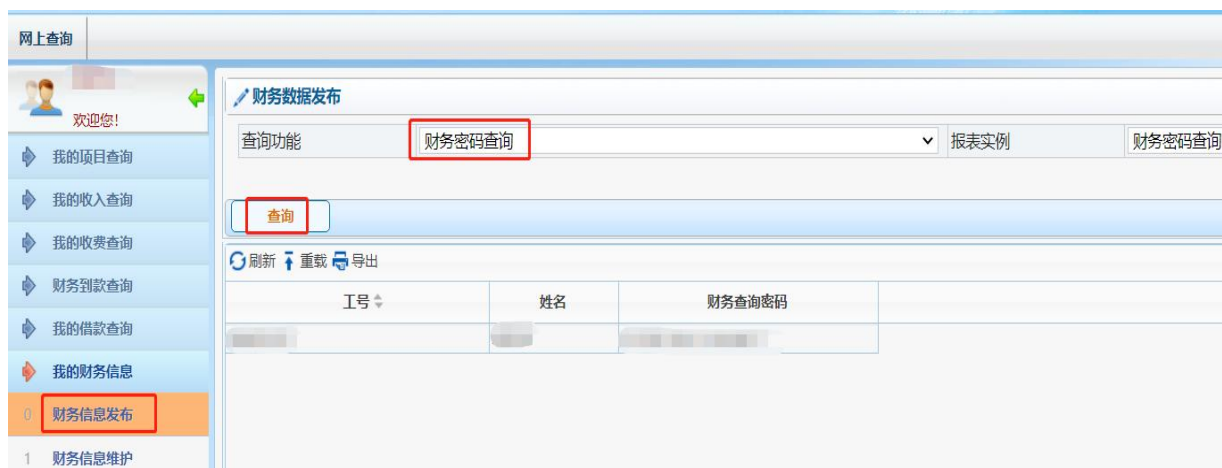 网上查询
欢迎您!
我的项目查询
我的收入查询
我的收费查询
财务到款查询
我的借款查询
我的财务信息
0 财务信息发布
1 财务信息维护
财务数据发布
查询功能 财务密码查询 报表实例 财务密码查询
查询
刷新 重载 导出
工号 姓名 财务查询密码